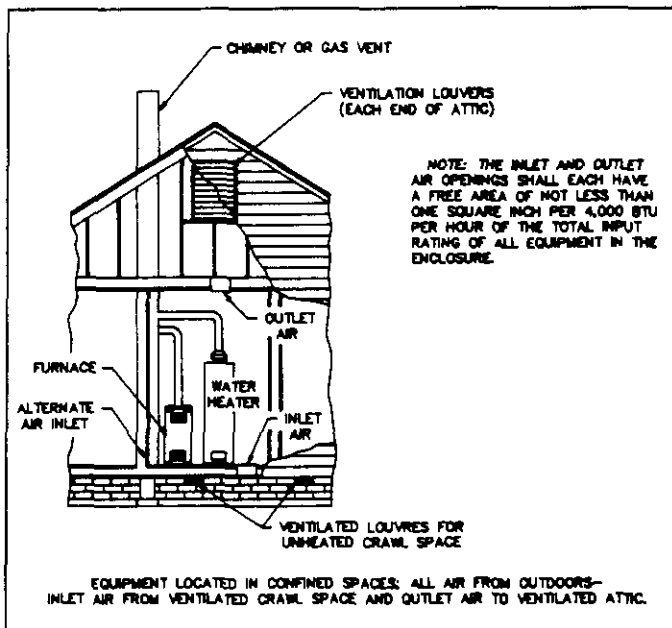 CHIMNEY OR GAS VENT
VENTILATION LOUVERS
(EACH END OF ATTIC)
NOTE: THE INLET AND OUTLET
AIR OPENINGS SHALL EACH HAVE
A FREE AREA OF NOT LESS THAN
ONE SQUARE INCH PER 4,000 BTU
PER HOUR OF THE TOTAL INPUT
RATING OF ALL EQUIPMENT IN THE
ENCLOSURE.
OUTLET
AIR
FURNACE
WATER
HEATER
ALTERNATE
AIR INLET
INLET
AIR
VENTILATED LOUVRES FOR
UNHEATED CRAWL SPACE
EQUIPMENT LOCATED IN CONFINED SPACES; ALL AIR FROM OUTDOORS—
INLET AIR FROM VENTILATED CRAWL SPACE AND OUTLET AIR TO VENTILATED ATTIC.